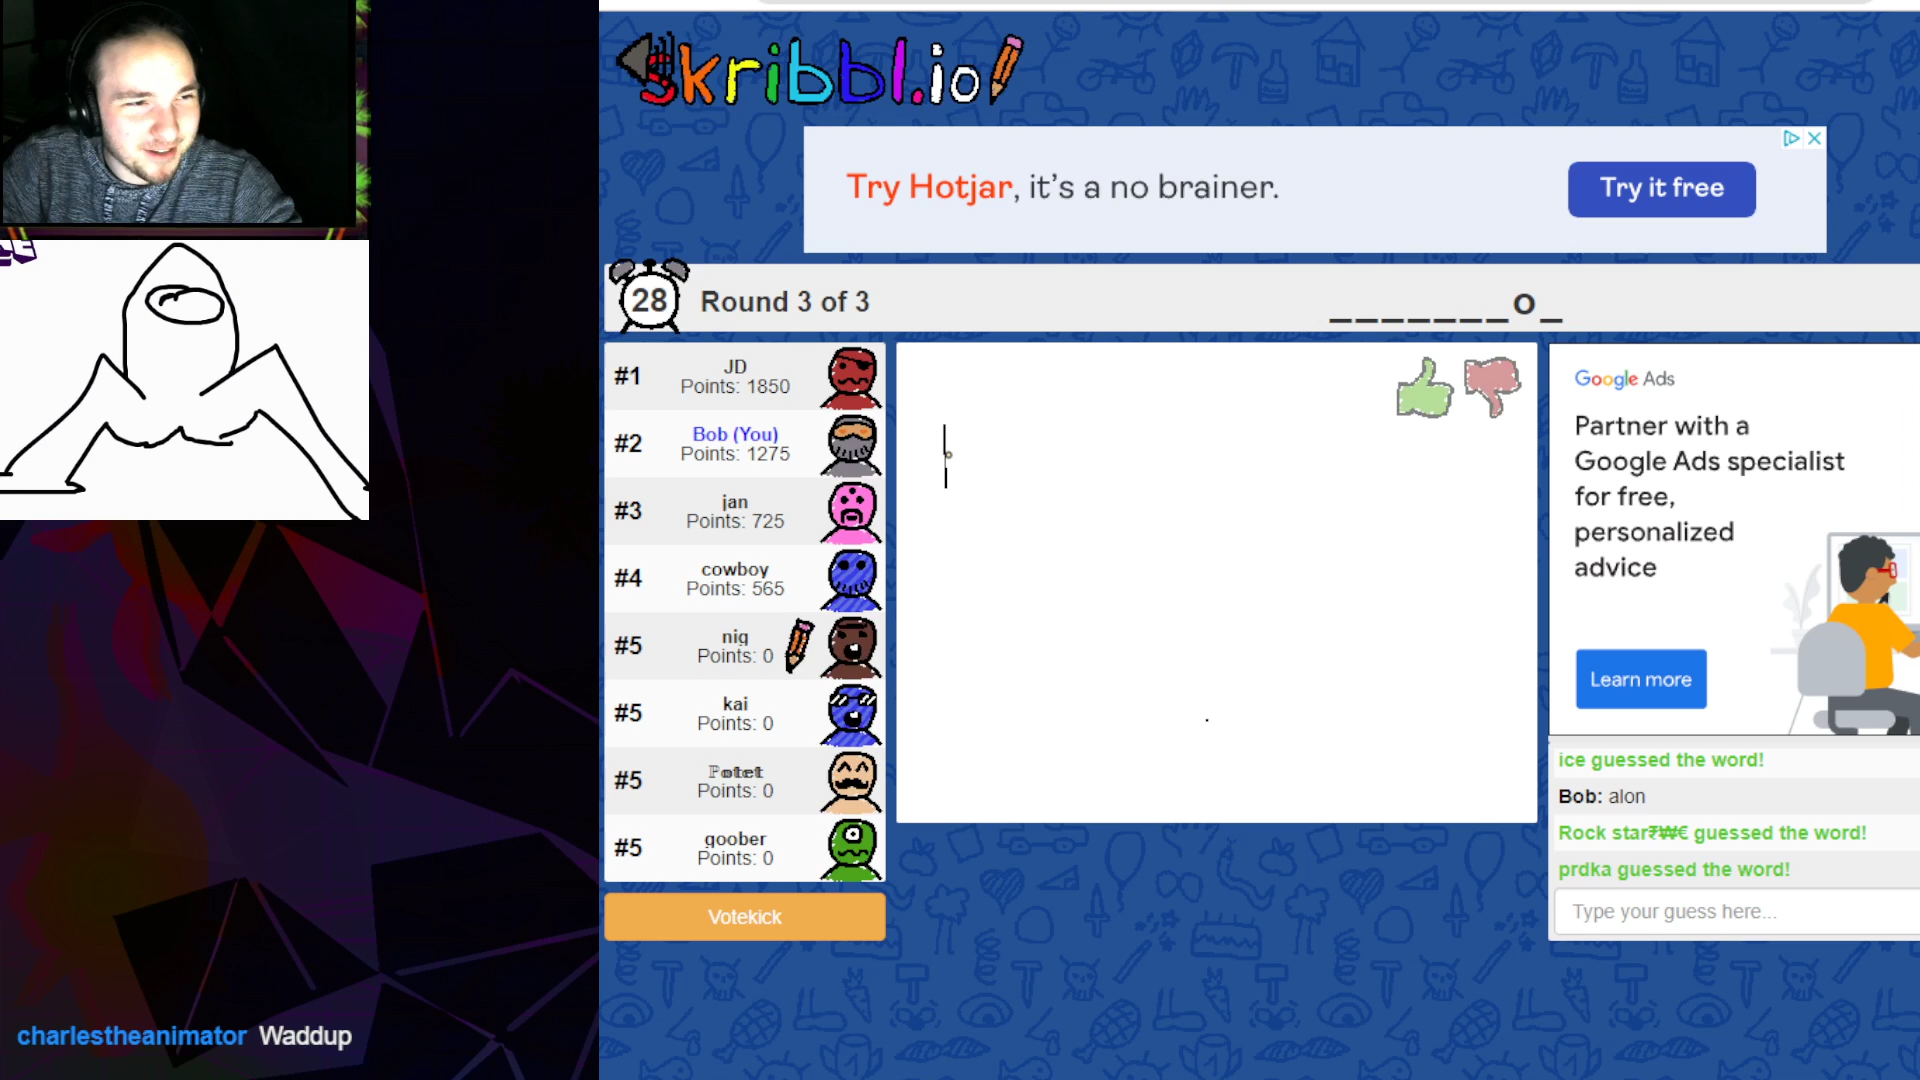 skribbl.io
Try Hotjar, it's a no brainer.
Try it free
28
Round 3 of 3
_______o_
#1
JD
Points: 1850
#2
Bob (You)
Points: 1275
#3
jan
Points: 725
#4
cowboy
Points: 565
#5
nig
Points: 0
#5
kai
Points: 0
#5
ℙ𝕠𝕥𝕖𝕥
Points: 0
#5
goober
Points: 0
Votekick
Google Ads
Partner with a
Google Ads specialist
for free,
personalized
advice
Learn more
ice guessed the word!
Bob: alon
Rock star₹₩€ guessed the word!
prdka guessed the word!
Type your guess here...
charlestheanimator Waddup